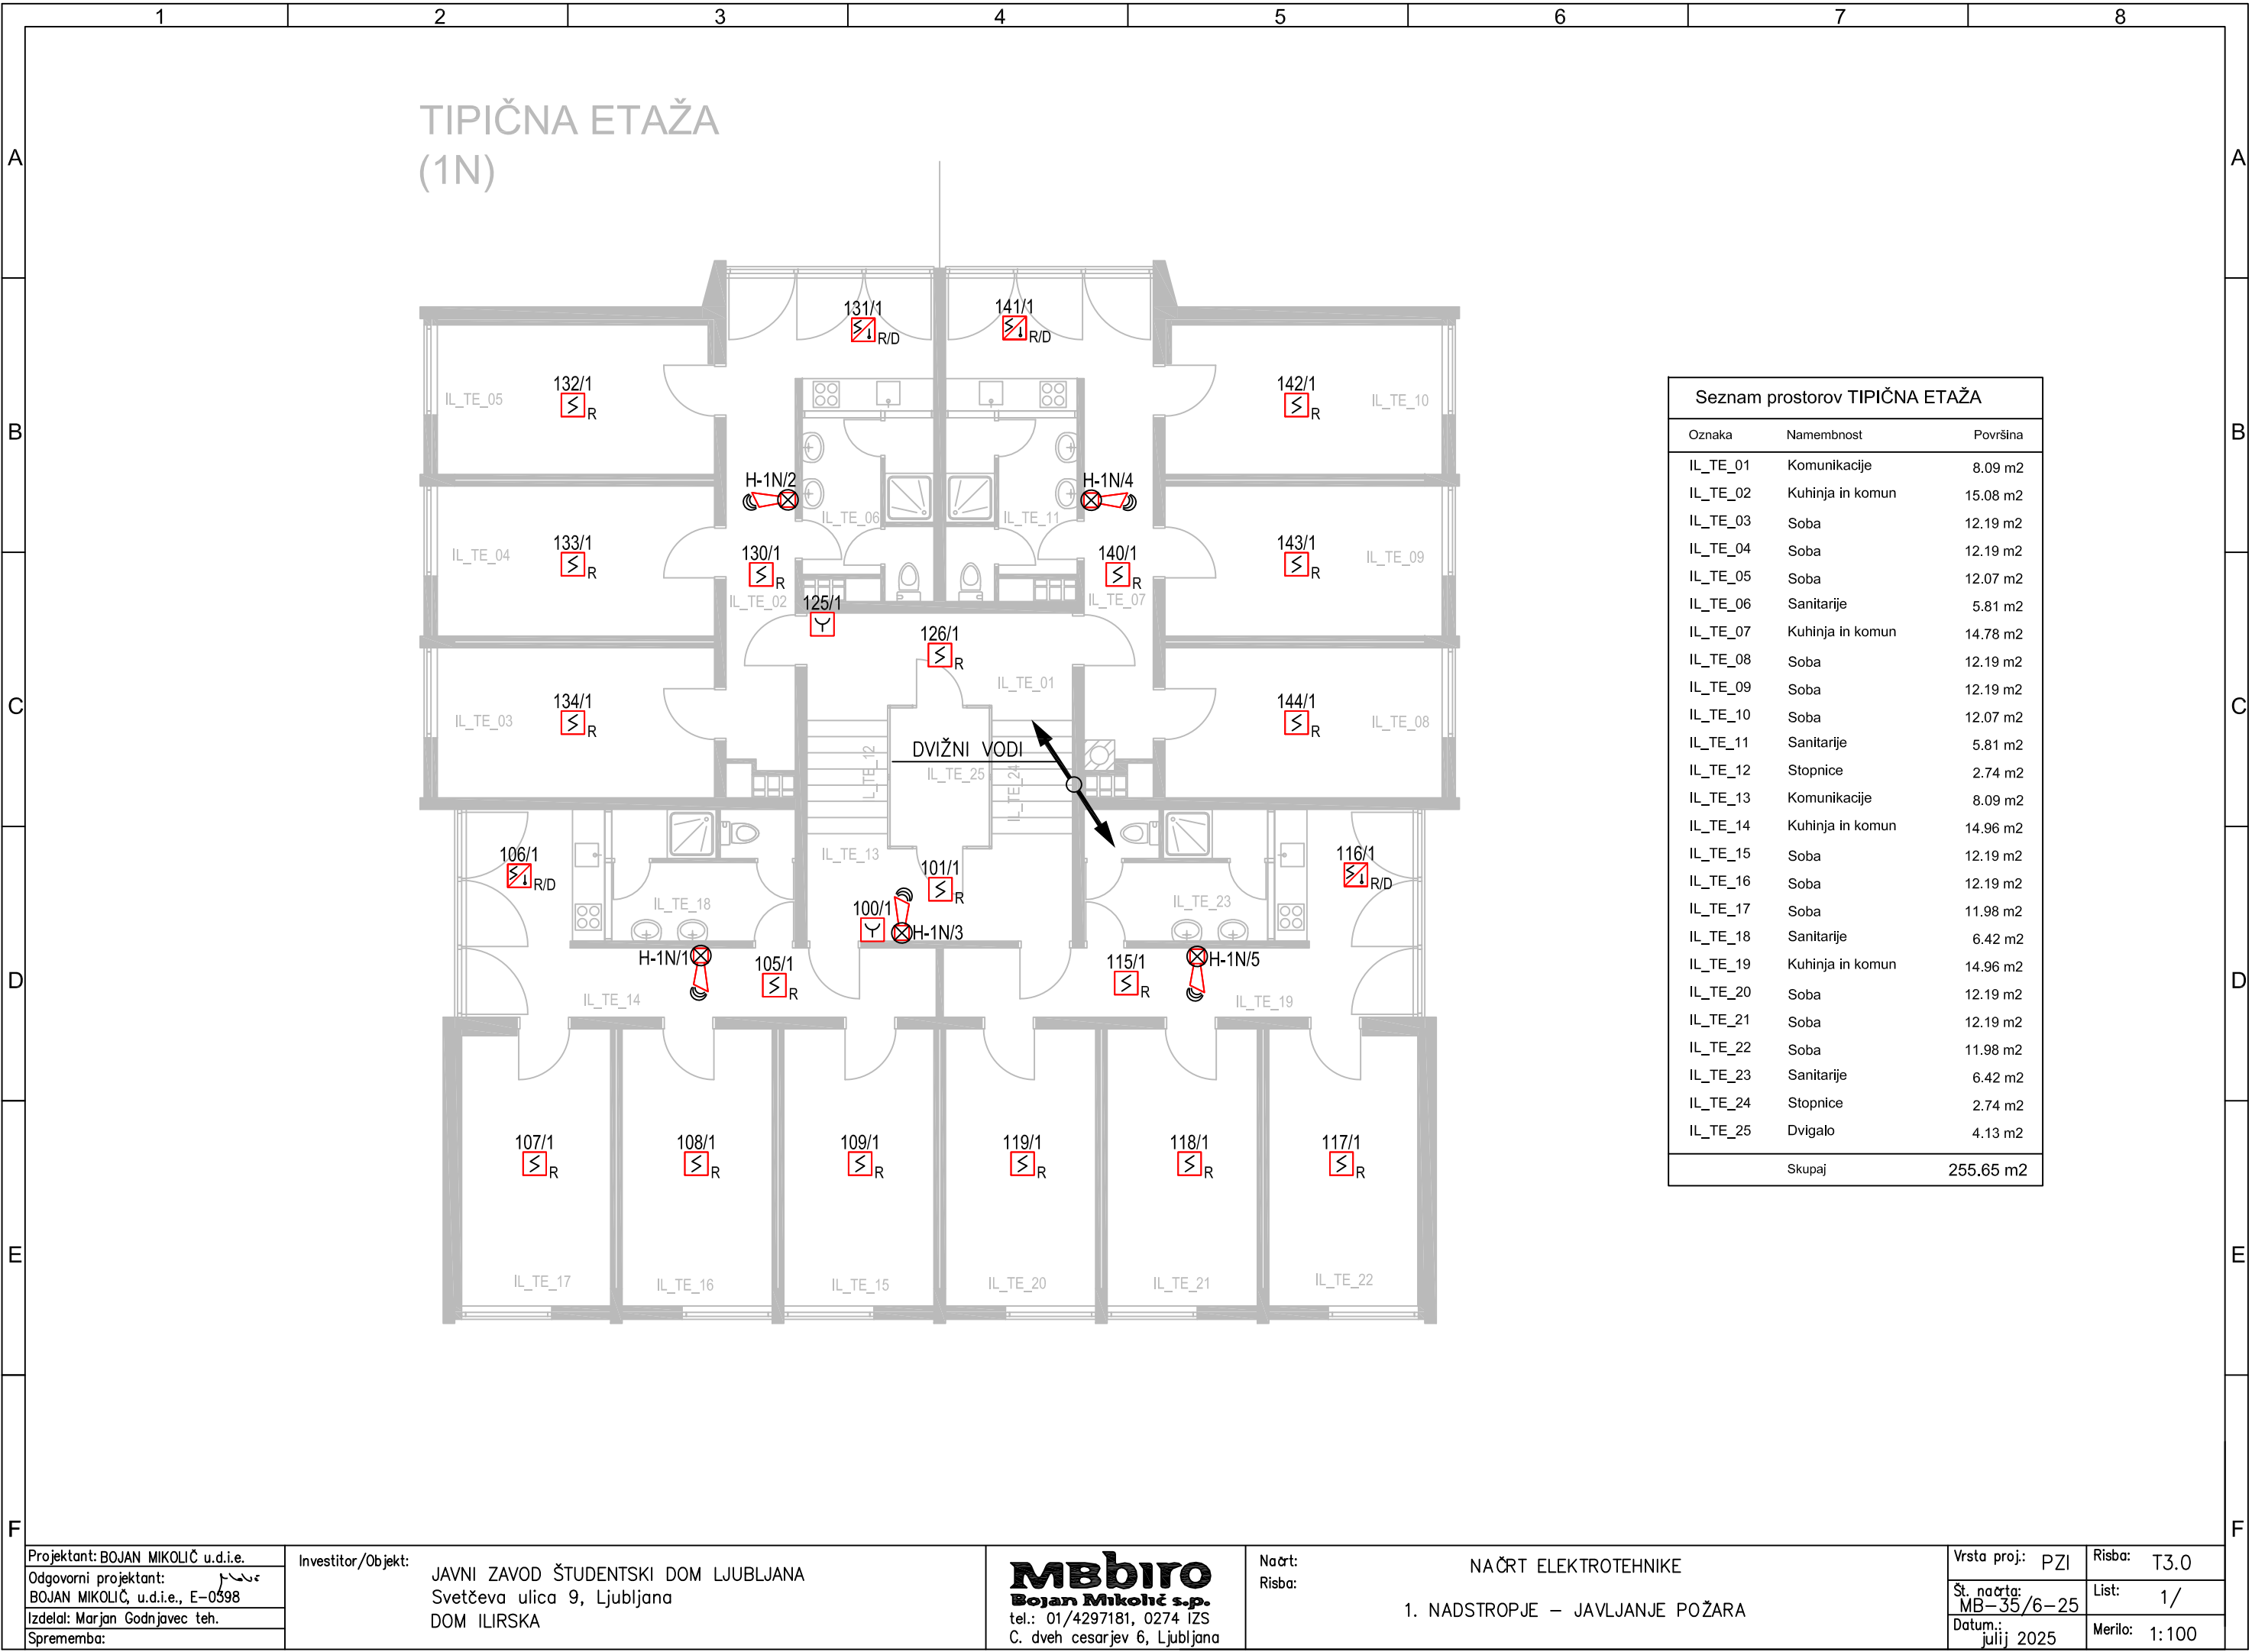 1 2 3 4 5 6 7 8
TIPIČNA ETAŽA
(1N)
A A
131/1
R/D
141/1
R/D
132/1
R
IL_TE_05
142/1
R
IL_TE_10
B B
H-1N/2
H-1N/4
IL_TE_06
IL_TE_11
133/1
R
IL_TE_04
130/1
R
IL_TE_02
140/1
R
IL_TE_07
143/1
R
IL_TE_09
125/1
126/1
R
IL_TE_01
134/1
R
IL_TE_03
144/1
R
IL_TE_08
C C
DVIŽNI VODI
IL_TE_12
IL_TE_25
IL_TE_24
106/1
R/D
IL_TE_13
101/1
R
116/1
R/D
IL_TE_18
100/1
H-1N/3
IL_TE_23
H-1N/1
105/1
R
115/1
R
H-1N/5
IL_TE_14
IL_TE_19
D D
107/1
R
108/1
R
109/1
R
119/1
R
118/1
R
117/1
R
IL_TE_17
IL_TE_16
IL_TE_15
IL_TE_20
IL_TE_21
IL_TE_22
E E
F F
Seznam prostorov TIPIČNA ETAŽA
Oznaka Namembnost Površina
IL_TE_01 Komunikacije 8.09 m2
IL_TE_02 Kuhinja in komun 15.08 m2
IL_TE_03 Soba 12.19 m2
IL_TE_04 Soba 12.19 m2
IL_TE_05 Soba 12.07 m2
IL_TE_06 Sanitarije 5.81 m2
IL_TE_07 Kuhinja in komun 14.78 m2
IL_TE_08 Soba 12.19 m2
IL_TE_09 Soba 12.19 m2
IL_TE_10 Soba 12.07 m2
IL_TE_11 Sanitarije 5.81 m2
IL_TE_12 Stopnice 2.74 m2
IL_TE_13 Komunikacije 8.09 m2
IL_TE_14 Kuhinja in komun 14.96 m2
IL_TE_15 Soba 12.19 m2
IL_TE_16 Soba 12.19 m2
IL_TE_17 Soba 11.98 m2
IL_TE_18 Sanitarije 6.42 m2
IL_TE_19 Kuhinja in komun 14.96 m2
IL_TE_20 Soba 12.19 m2
IL_TE_21 Soba 12.19 m2
IL_TE_22 Soba 11.98 m2
IL_TE_23 Sanitarije 6.42 m2
IL_TE_24 Stopnice 2.74 m2
IL_TE_25 Dvigalo 4.13 m2
Skupaj 255.65 m2
Projektant: BOJAN MIKOLIČ u.d.i.e.
Odgovorni projektant:
BOJAN MIKOLIČ, u.d.i.e., E-0598
Izdelal: Marjan Godnjavec teh.
Sprememba:
Investitor/Objekt:
JAVNI ZAVOD ŠTUDENTSKI DOM LJUBLJANA
Svetčeva ulica 9, Ljubljana
DOM ILIRSKA
MBbiro
Bojan Mikolič s.p.
tel.: 01/4297181, 0274 IZS
C. dveh cesarjev 6, Ljubljana
Načrt: NAČRT ELEKTROTEHNIKE
Risba:
1. NADSTROPJE – JAVLJANJE POŽARA
Vrsta proj.: PZI
Št. načrta:
MB-35/6-25
Datum.:
julij 2025
Risba: T3.0
List: 1/
Merilo: 1:100